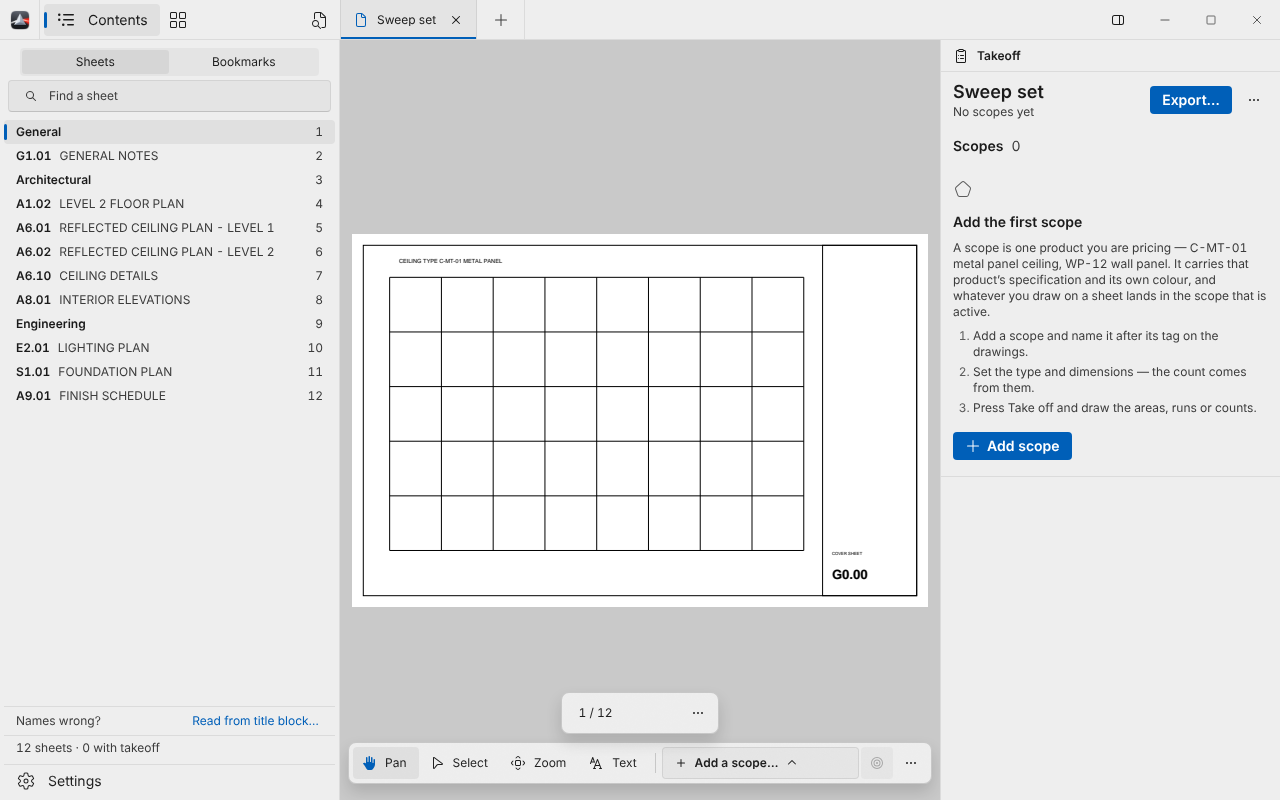 Contents
Sweep set
Sheets
Bookmarks
Find a sheet
General 1
G1.01 GENERAL NOTES 2
Architectural 3
A1.02 LEVEL 2 FLOOR PLAN 4
A6.01 REFLECTED CEILING PLAN - LEVEL 1 5
A6.02 REFLECTED CEILING PLAN - LEVEL 2 6
A6.10 CEILING DETAILS 7
A8.01 INTERIOR ELEVATIONS 8
Engineering 9
E2.01 LIGHTING PLAN 10
S1.01 FOUNDATION PLAN 11
A9.01 FINISH SCHEDULE 12
Names wrong?
Read from title block...
12 sheets · 0 with takeoff
Settings
CEILING TYPE C-MT-01 METAL PANEL
COVER SHEET
G0.00
1 / 12
Pan
Select
Zoom
Text
Add a scope...
Takeoff
Sweep set
No scopes yet
Export...
Scopes 0
Add the first scope
A scope is one product you are pricing — C-MT-01
metal panel ceiling, WP-12 wall panel. It carries that
product's specification and its own colour, and
whatever you draw on a sheet lands in the scope that is
active.
1. Add a scope and name it after its tag on the
drawings.
2. Set the type and dimensions — the count comes
from them.
3. Press Take off and draw the areas, runs or counts.
Add scope